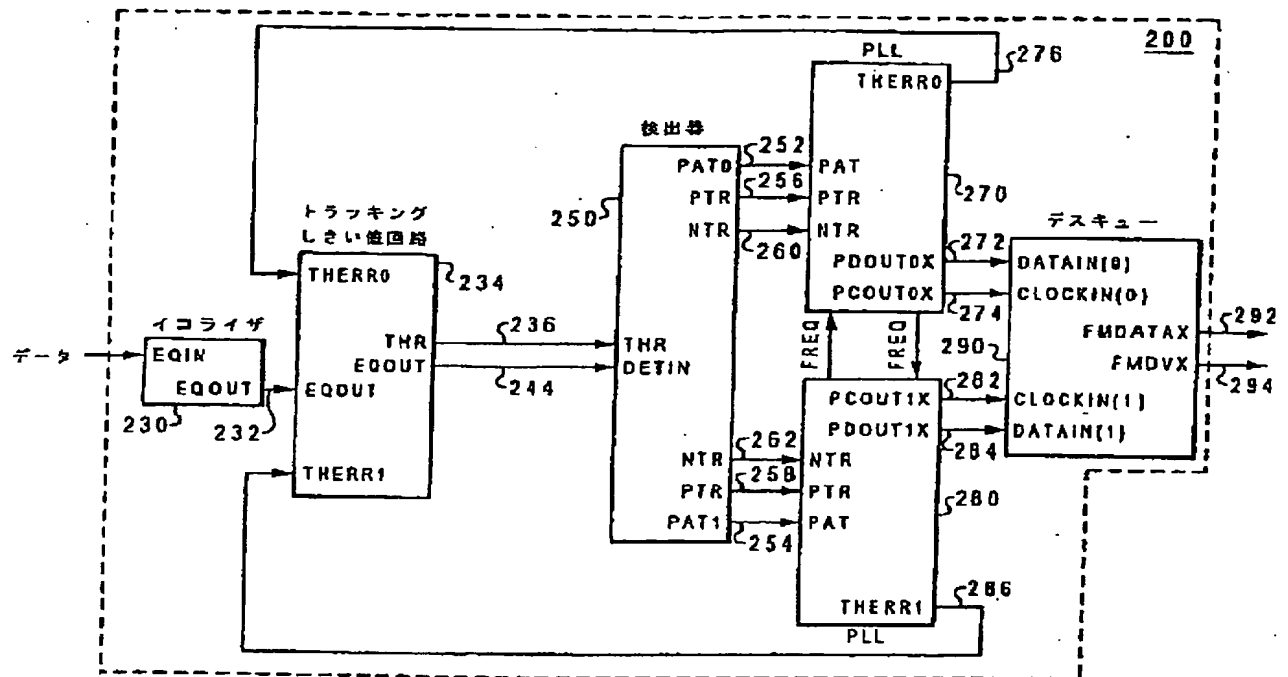 200
PLL
276
THERR0
検出器
252
PAT0
PAT
256
PTR
PTR
270
250
トラッキング
しきい値回路
NTR
NTR
260
デスキュー
234
THERR0
PDOUT0X
272
DATAIN[0]
PCOUT0X
274
CLOCKIN[0]
イコライザ
236
FREQ
FREQ
292
データ
EQIN
THR
THR
290
FMDATAX
EQOUT
EQOUT
EQOUT
DETIN
FMDVX
294
230
232
244
PCOUT1X
282
CLOCKIN[1]
PDOUT1X
284
DATAIN[1]
262
NTR
NTR
THERR1
258
PTR
PTR
280
PAT1
PAT
254
THERR1
286
PLL